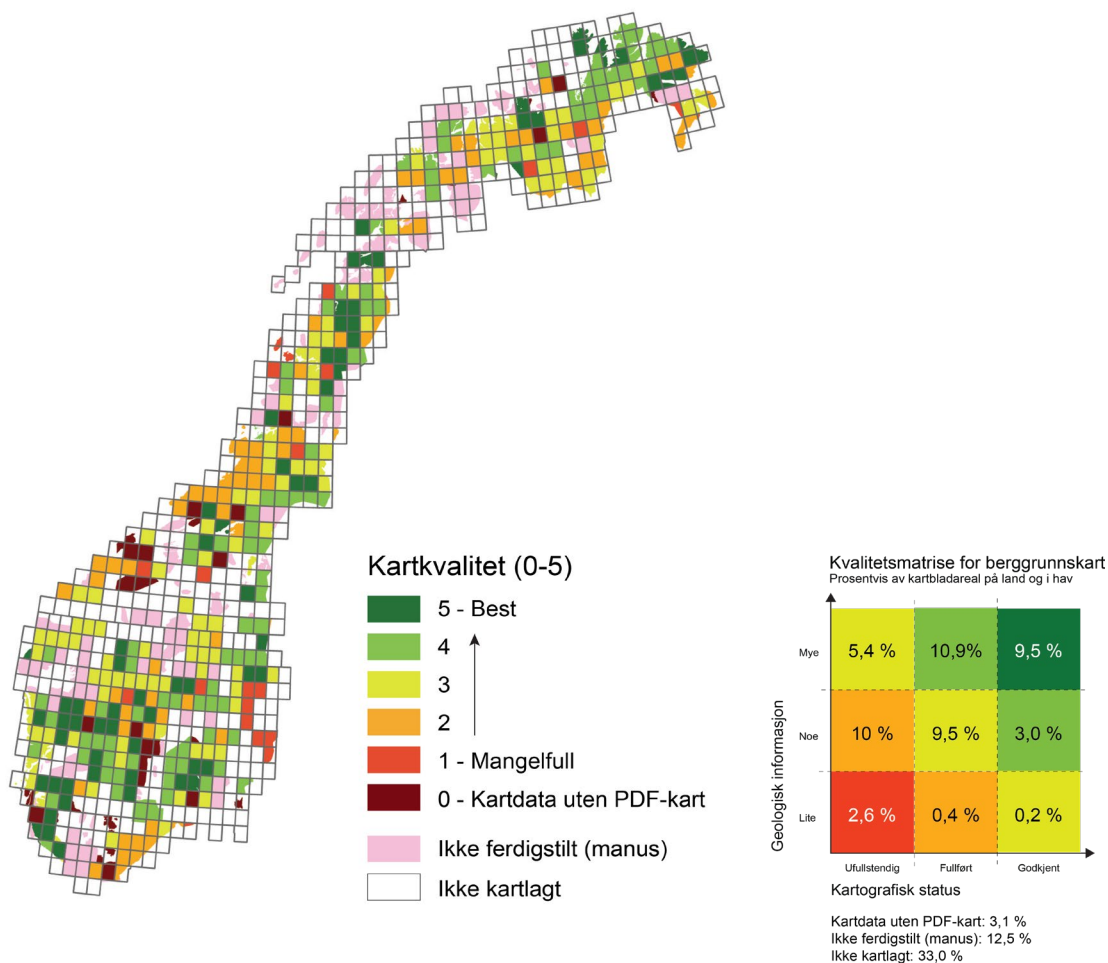 Kartkvalitet (0-5)
5 - Best
4
3
2
1 - Mangelfull
0 - Kartdata uten PDF-kart
Ikke ferdigstilt (manus)
Ikke kartlagt
Kvalitetsmatrise for berggrunnskart
Prosentvis av kartbladareal på land og i hav
Geologisk informasjon
Mye
5,4 %
10,9%
9,5 %
Noe
10 %
9,5 %
3,0 %
Lite
2,6 %
0,4 %
0,2 %
Ufullstendig
Fullført
Godkjent
Kartografisk status
Kartdata uten PDF-kart: 3,1 %
Ikke ferdigstilt (manus): 12,5 %
Ikke kartlagt: 33,0 %